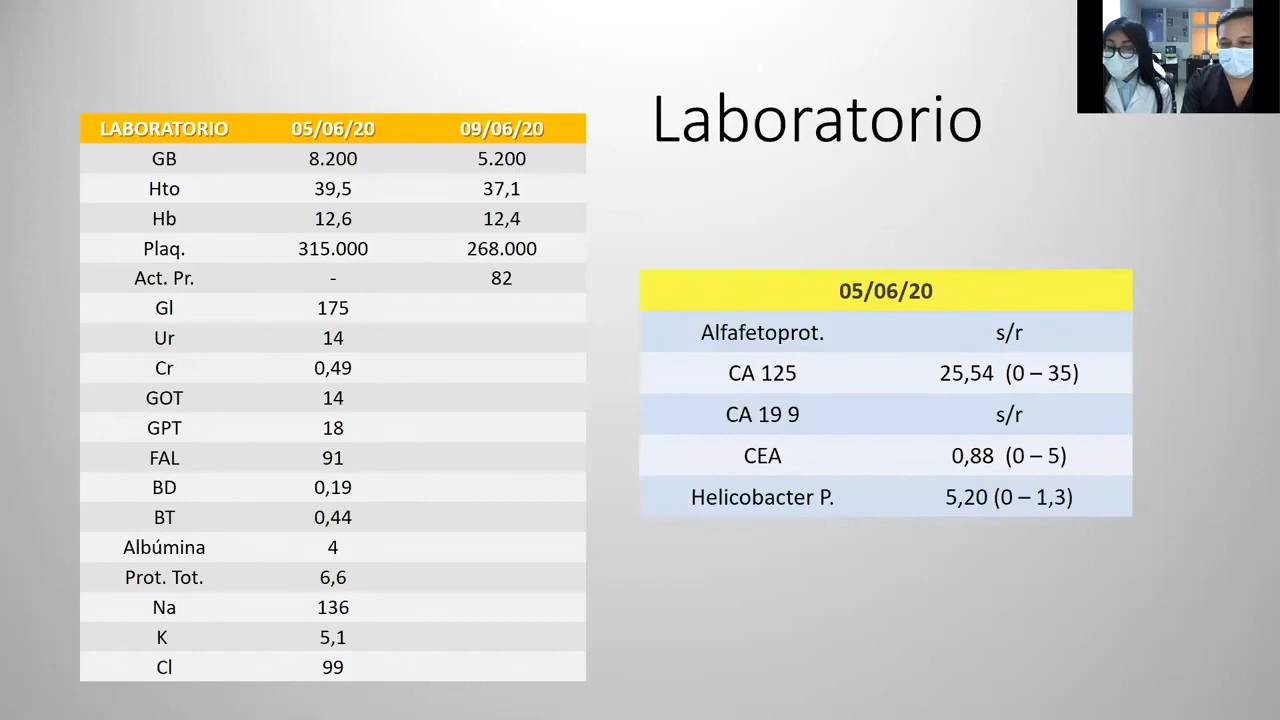 Laboratorio
LABORATORIO 05/06/20 09/06/20
GB 8.200 5.200
Hto 39,5 37,1
Hb 12,6 12,4
Plaq. 315.000 268.000
Act. Pr. - 82
Gl 175
Ur 14
Cr 0,49
GOT 14
GPT 18
FAL 91
BD 0,19
BT 0,44
Albúmina 4
Prot. Tot. 6,6
Na 136
K 5,1
Cl 99
05/06/20
Alfafetoprot. s/r
CA 125 25,54 (0 – 35)
CA 19 9 s/r
CEA 0,88 (0 – 5)
Helicobacter P. 5,20 (0 – 1,3)